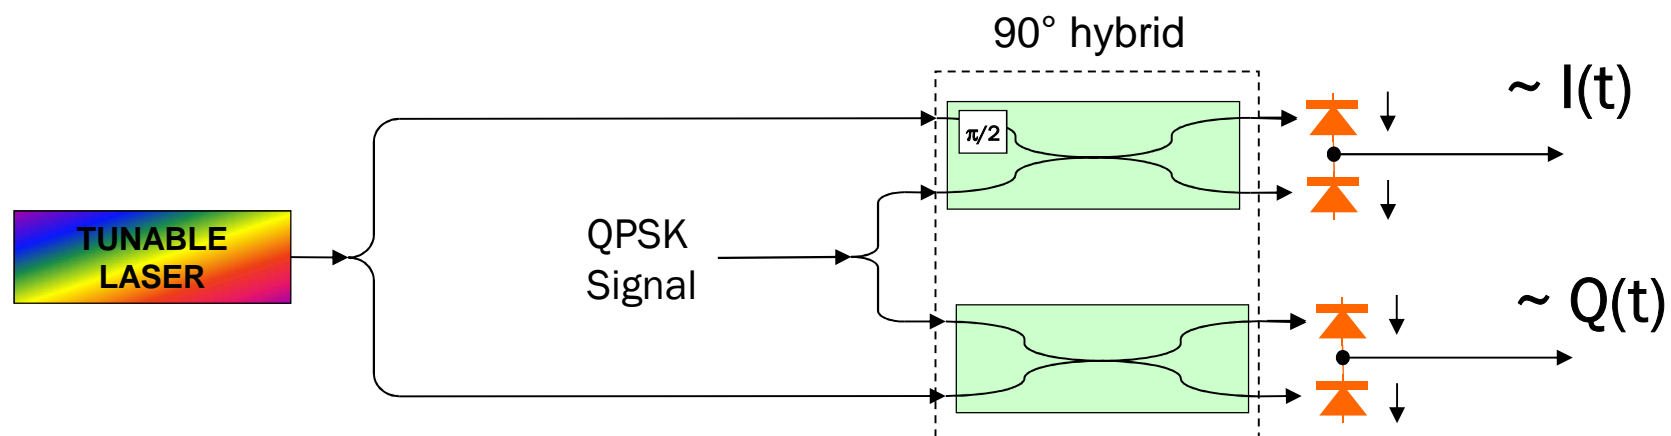 90° hybrid
~ I(t)
π/2
TUNABLE
LASER
QPSK
Signal
~ Q(t)